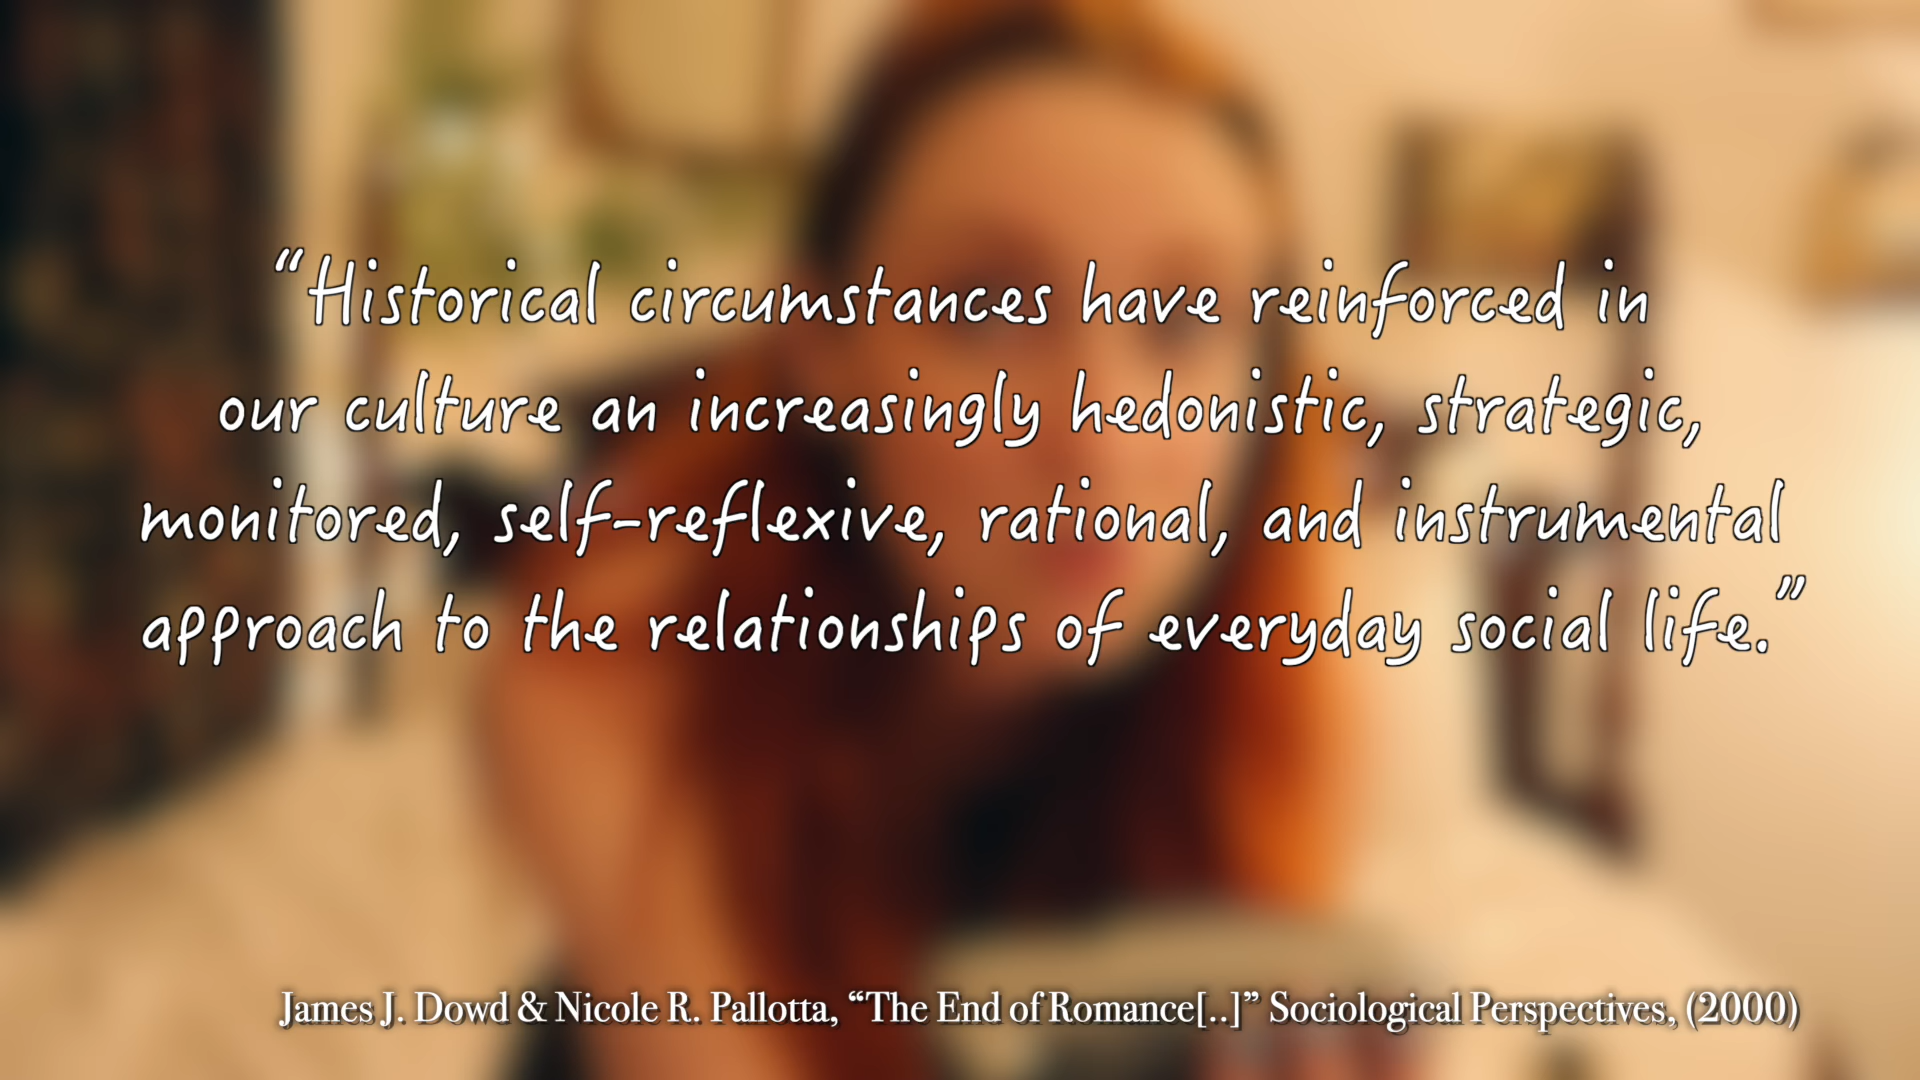 “Historical circumstances have reinforced in
our culture an increasingly hedonistic, strategic,
monitored, self-reflexive, rational, and instrumental
approach to the relationships of everyday social life.”
James J. Dowd & Nicole R. Pallotta, “The End of Romance[..]” Sociological Perspectives, (2000)